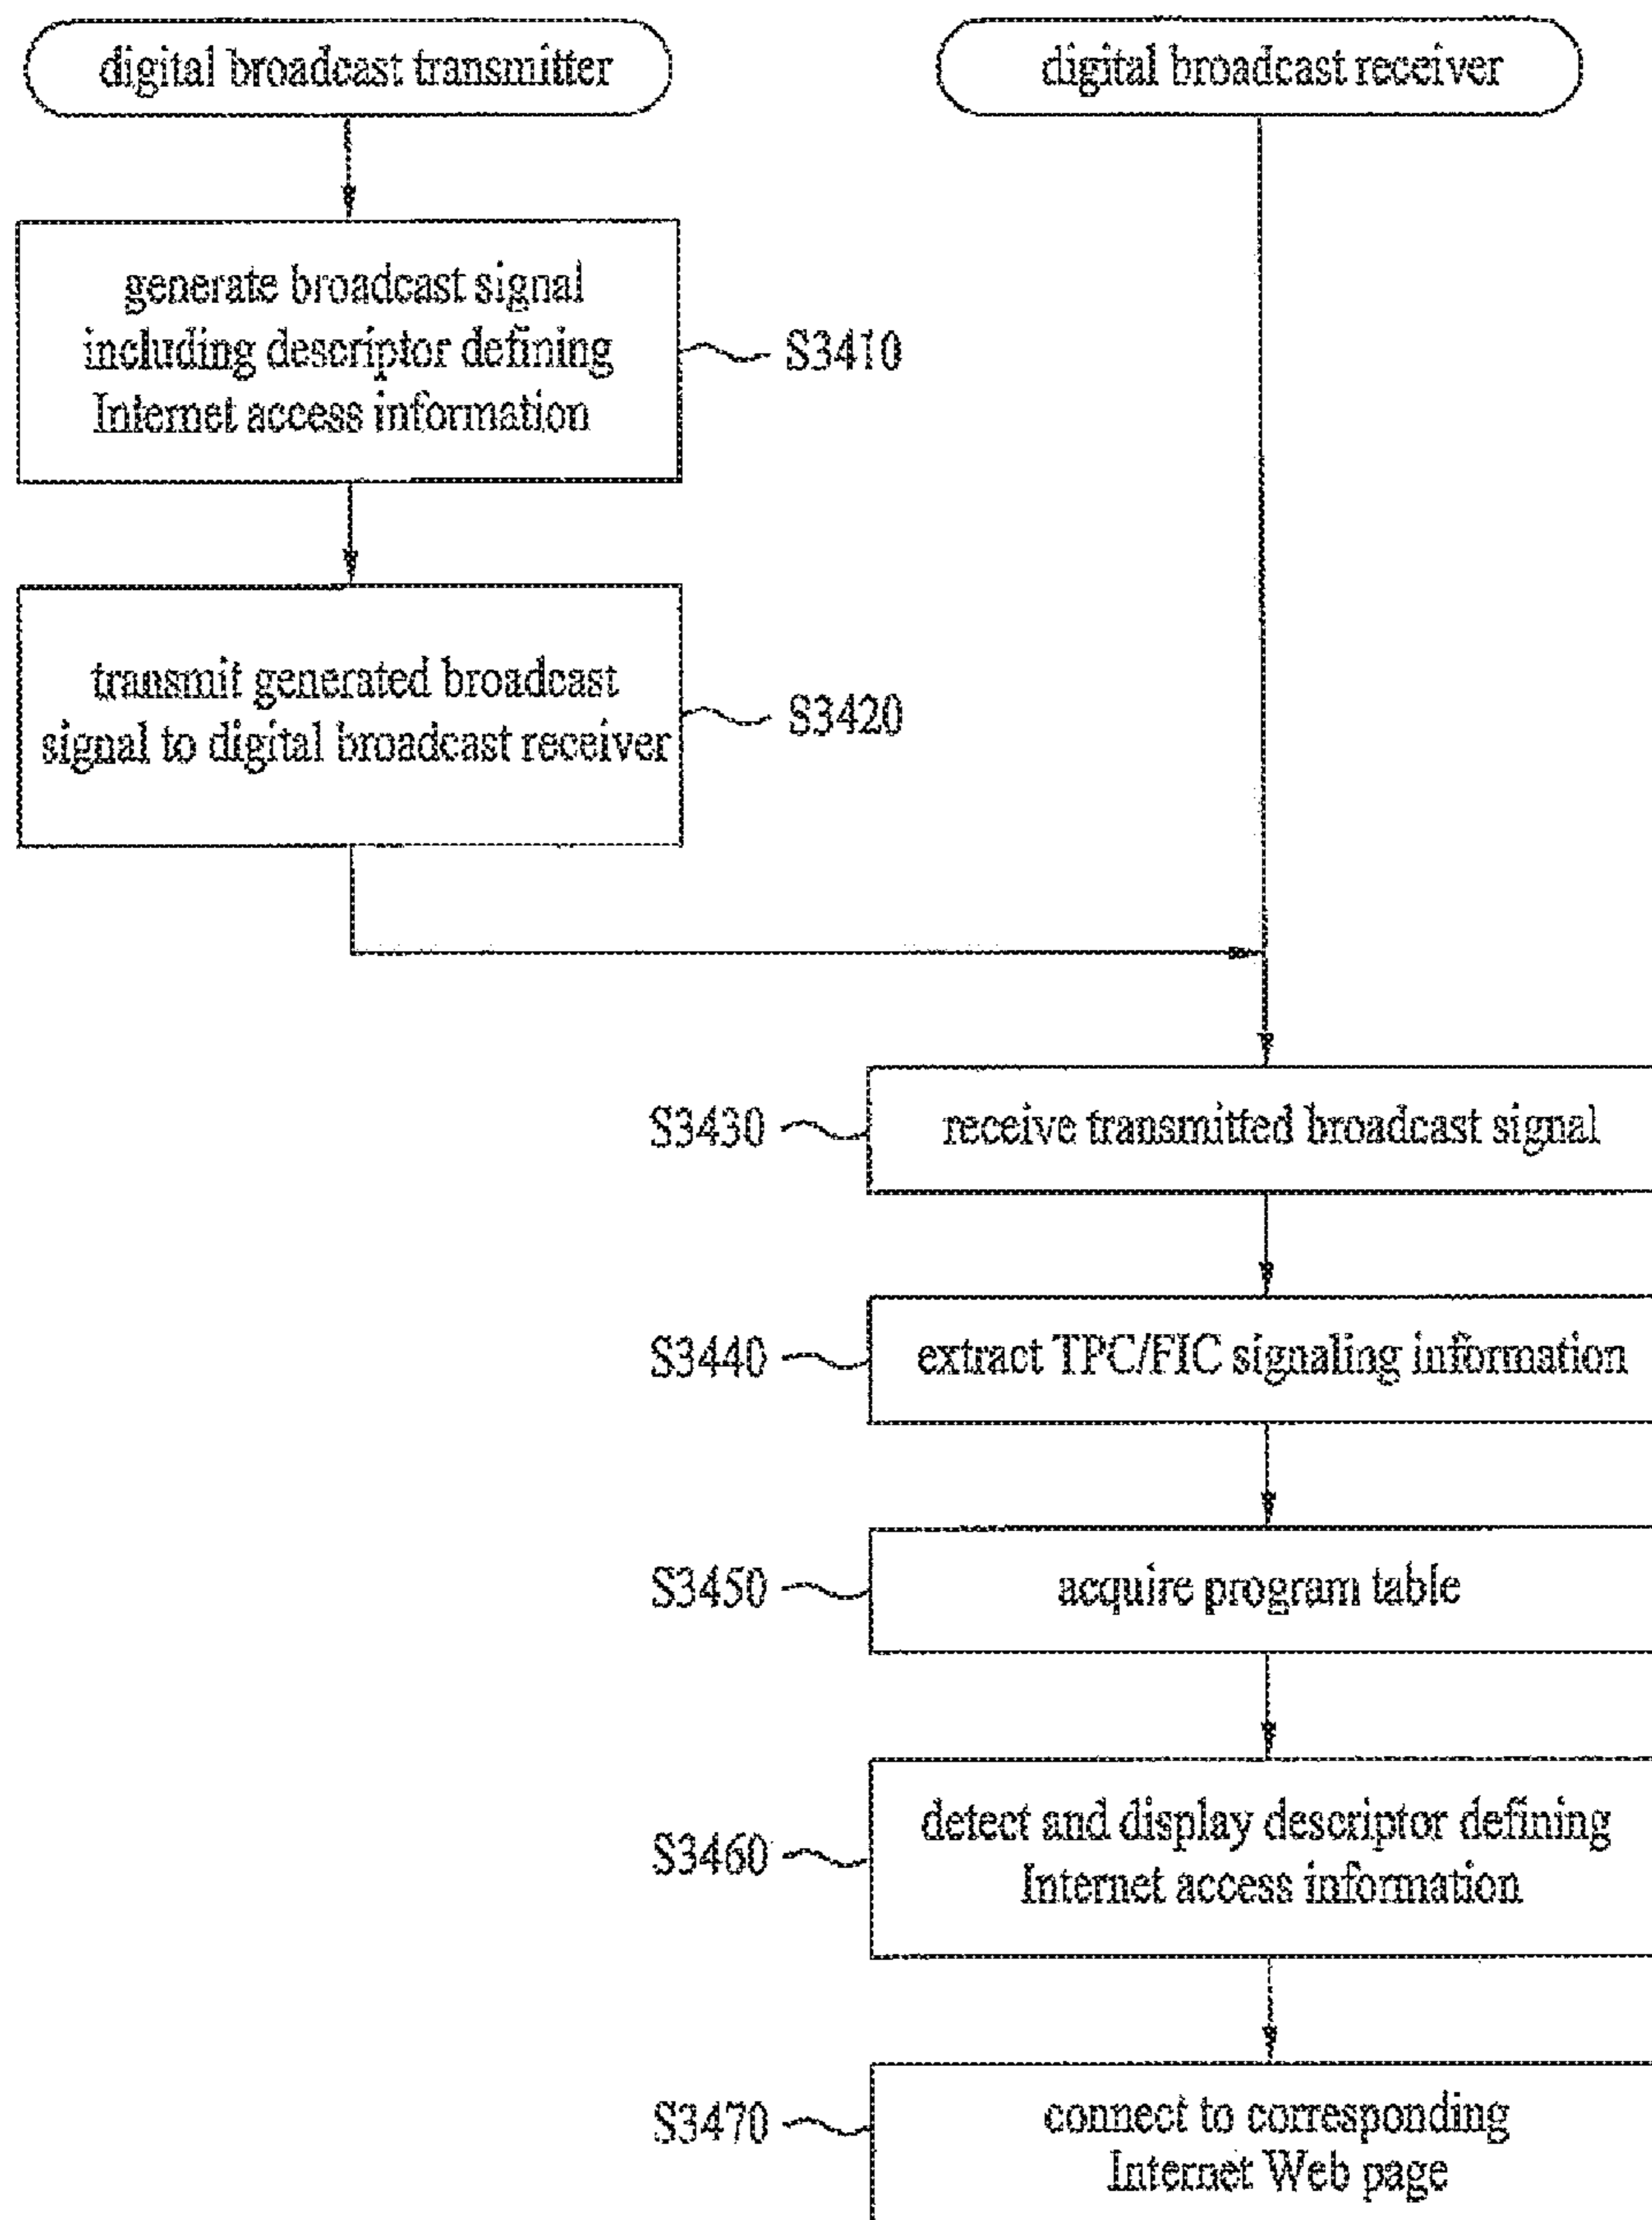 digital broadcast transmitter
digital broadcast receiver
generate broadcast signal
including descriptor defining
Internet access information
S3410
transmit generated broadcast
signal to digital broadcast receiver
S3420
S3430
receive transmitted broadcast signal
S3440
extract TPC/FIC signaling information
S3450
acquire program table
S3460
detect and display descriptor defining
Internet access information
S3470
connect to corresponding
Internet Web page